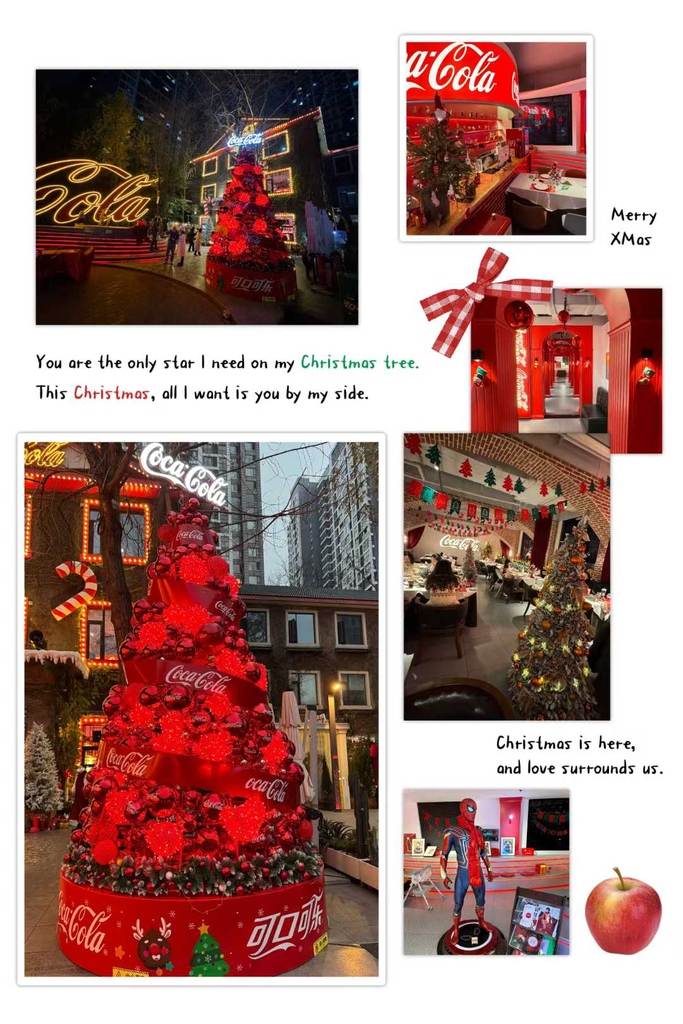 Coca-Cola
Cola
可口可乐
Coca-Cola
Merry
XMas
You are the only star I need on my Christmas tree.
This Christmas, all I want is you by my side.
Coca-Cola
Coca-Cola
Coca-Cola
Coca-Cola
Coca-Cola
Coca-Cola
Coca-Cola
可口可乐
Coca-Cola
Christmas is here,
and love surrounds us.